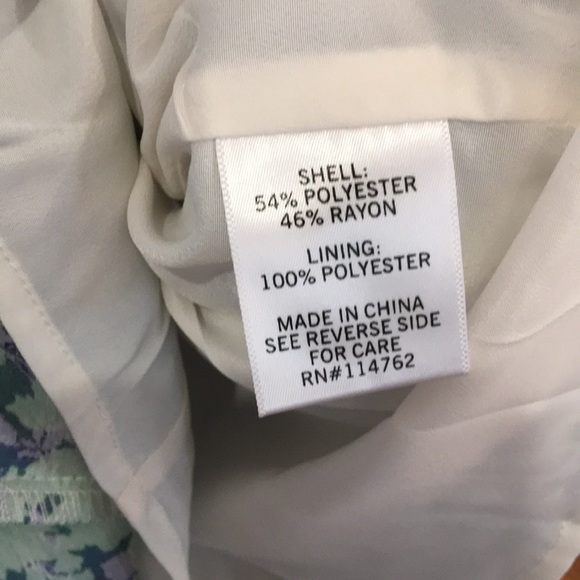 SHELL:
54% POLYESTER
46% RAYON
LINING:
100% POLYESTER
MADE IN CHINA
SEE REVERSE SIDE
FOR CARE
RN#114762